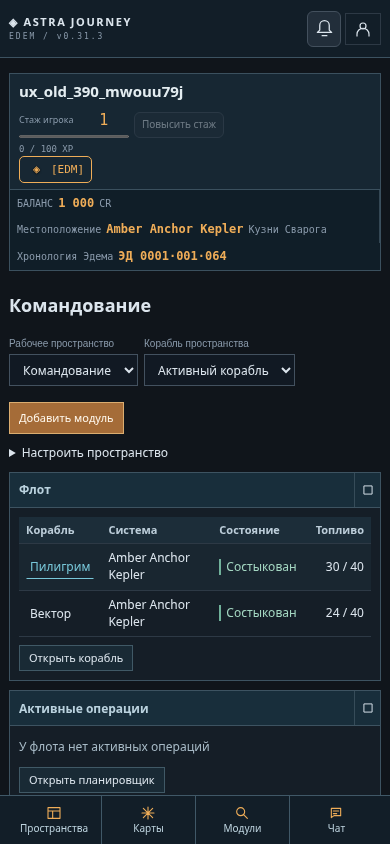 ◈ ASTRA JOURNEY
EDEM / v0.31.3
ux_old_390_mwouu79j
Стаж игрока 1 Повысить стаж
0 / 100 XP
◈ [EDM]
БАЛАНС 1 000 CR
Местоположение Amber Anchor Kepler Кузни Сварога
Хронология Эдема ЭД 0001·001·064
Командование
Рабочее пространство Корабль пространства
Командование Активный корабль
Добавить модуль
▶ Настроить пространство
Флот
Корабль Система Состояние Топливо
Пилигрим Amber Anchor Kepler Состыкован 30 / 40
Вектор Amber Anchor Kepler Состыкован 24 / 40
Открыть корабль
Активные операции
У флота нет активных операций
Открыть планировщик
Пространства Карты Модули Чат